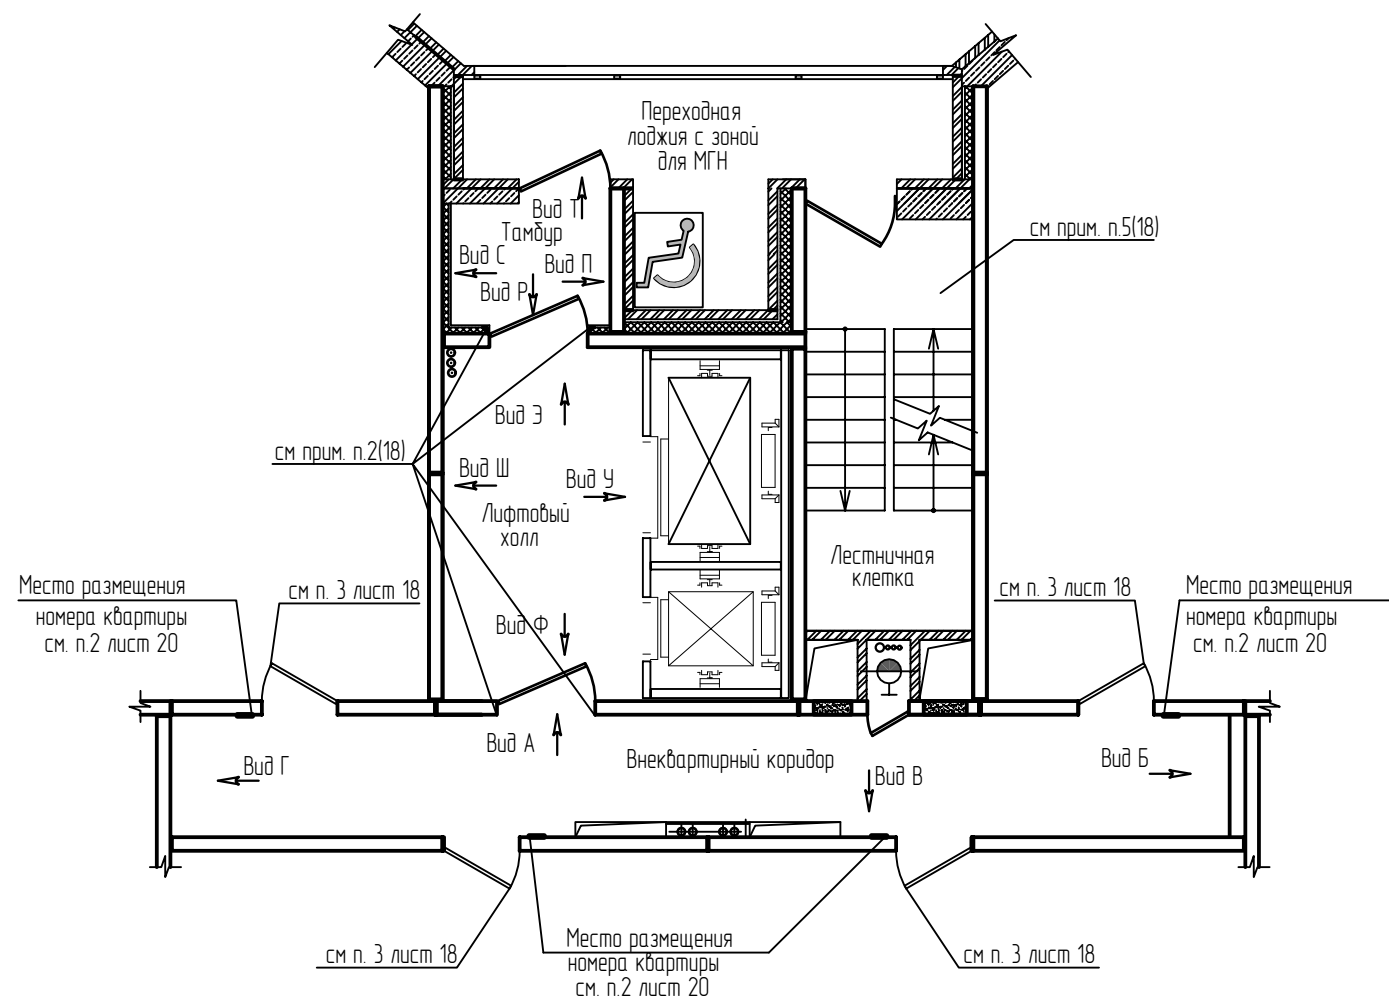 Переходная
лоджия с зоной
для МГН
Вид Т
Тамбур
см прим. п.5(18)
Вид С
Вид П
Вид Р
Вид Э
см прим. п.2(18)
Вид Ш
Вид У
Лифтовый
холл
Лестничная
клетка
Место размещения
номера квартиры
см. п.2 лист 20
см п. 3 лист 18
см п. 3 лист 18
Место размещения
номера квартиры
см. п.2 лист 20
Вид Ф
Вид А
Внеквартирный коридор
Вид Б
Вид Г
Вид В
см п. 3 лист 18
Место размещения
номера квартиры
см. п.2 лист 20
см п. 3 лист 18